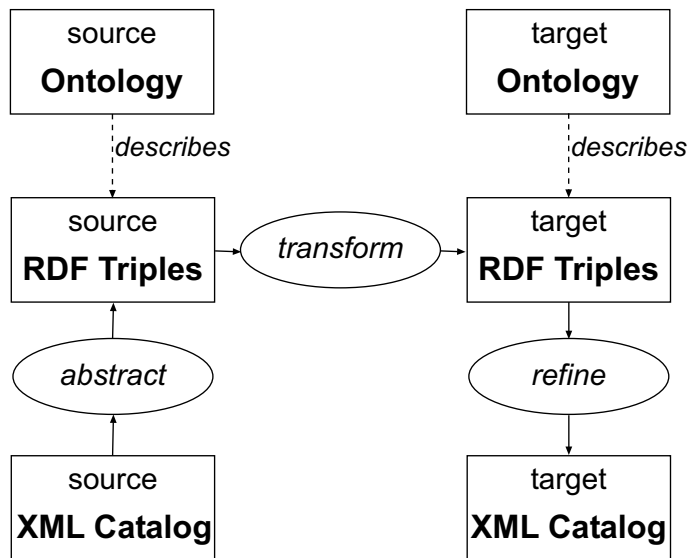 source
Ontology
target
Ontology
describes
describes
source
RDF Triples
transform
target
RDF Triples
abstract
refine
source
XML Catalog
target
XML Catalog